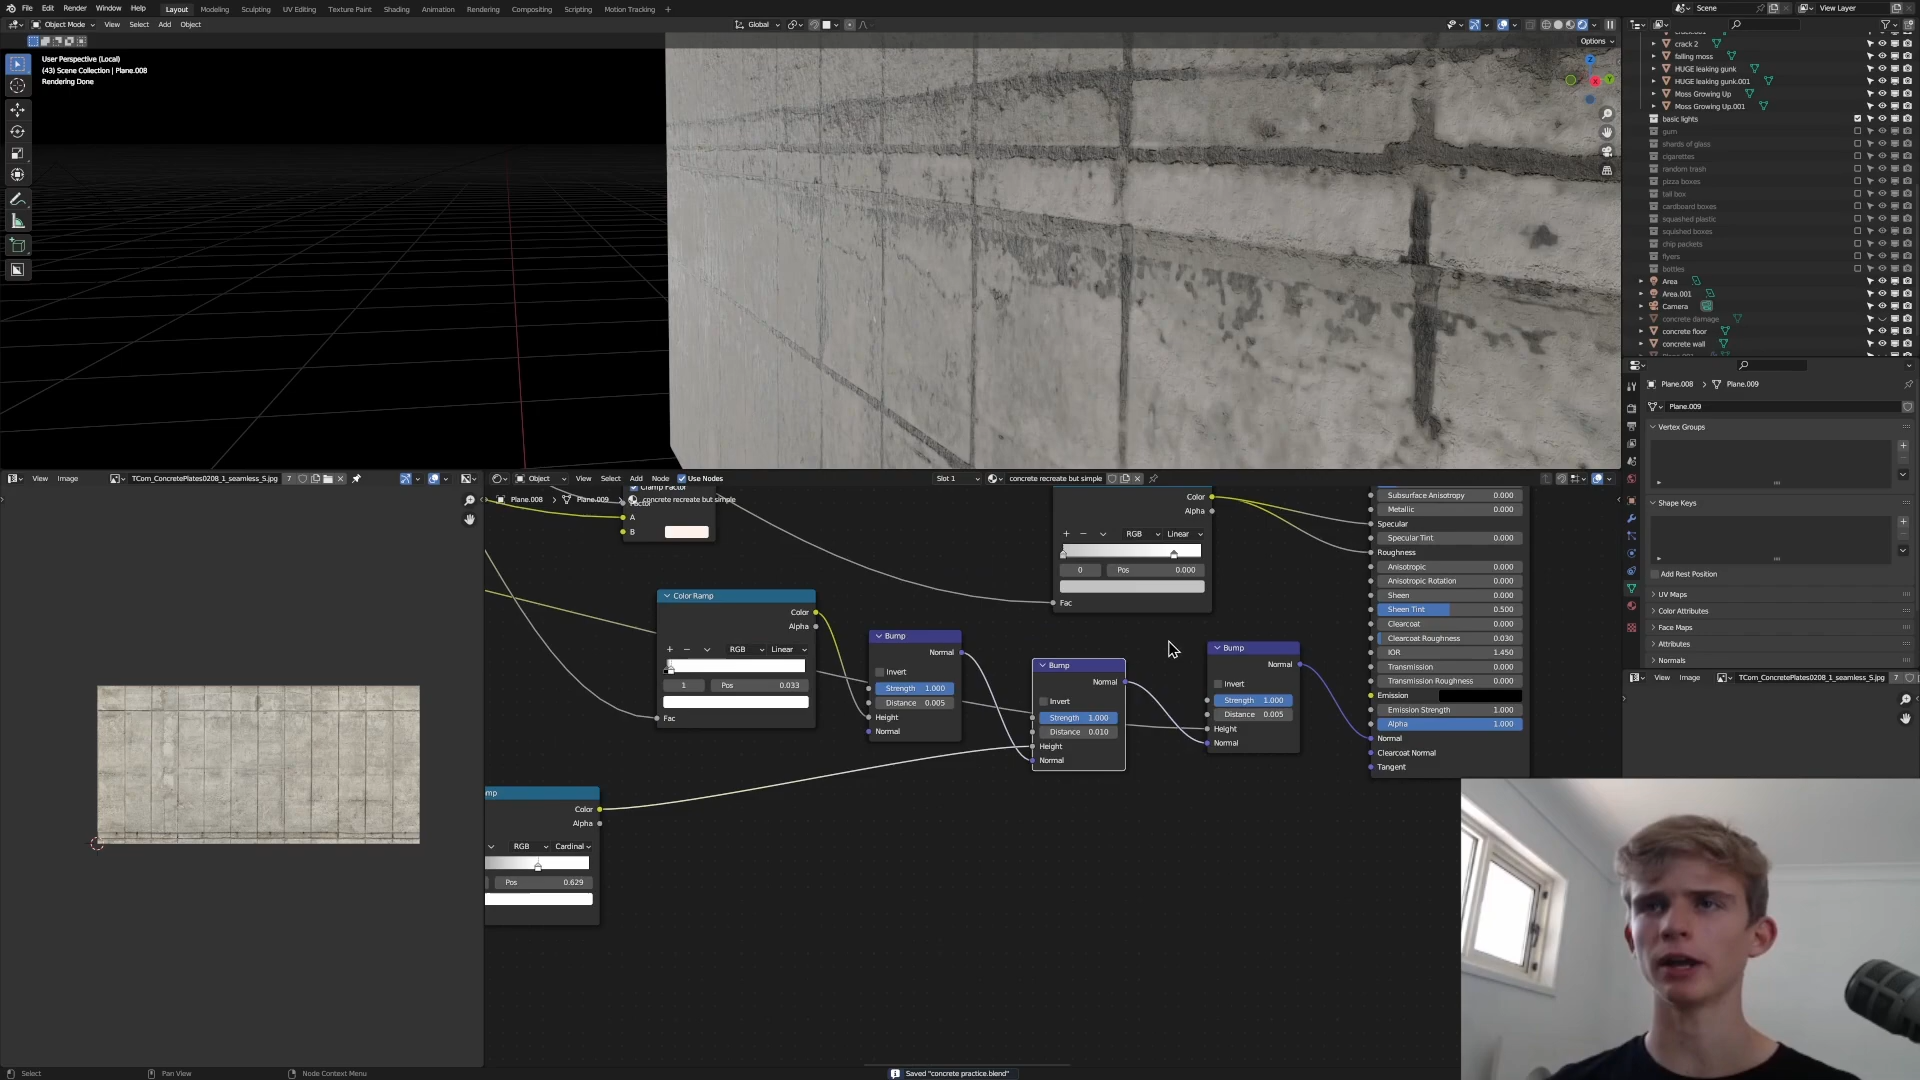 File Edit Render Window Help Layout Modeling Sculpting UV Editing Texture Paint Shading Animation Rendering Compositing Scripting Motion Tracking +
Scene View Layer
Object Mode View Select Add Object Global
Options
User Perspective (Local)
(43) Scene Collection | Plane.008
Rendering Done
crack 2
falling moss
HUGE leaking gunk
HUGE leaking gunk.001
Moss Growing Up
Moss Growing Up.001
basic lights
gum
shards of glass
cigarettes
random trash
pizza boxes
tall box
cardboard boxes
squashed plastic
squished boxes
chip packets
flyers
bottles
Area
Area.001
Camera
concrete damage
concrete floor
concrete wall
Plane.008 > Plane.009
Plane.009
Vertex Groups
Shape Keys
Add Rest Position
UV Maps
Color Attributes
Face Maps
Attributes
Normals
View Image TCom_ConcretePlates0208_1_seamless_S.jpg 7
View Image TCom_ConcretePlates0208_1_seamless_S.jpg 7
Object View Select Add Node Use Nodes Slot 1 concrete recreate but simple
Plane.008 > Plane.009 > concrete recreate but simple
Clamp Factor
Factor
A
B
Color
Alpha
RGB Linear
0 Pos 0.000
Fac
Color Ramp
Color
Alpha
RGB Linear
1 Pos 0.033
Fac
Bump
Normal
Invert
Strength 1.000
Distance 0.005
Height
Normal
Bump
Normal
Invert
Strength 1.000
Distance 0.010
Height
Normal
Bump
Normal
Invert
Strength 1.000
Distance 0.005
Height
Normal
mp
Color
Alpha
RGB Cardinal
Pos 0.629
Subsurface Anisotropy 0.000
Metallic 0.000
Specular
Specular Tint 0.000
Roughness
Anisotropic 0.000
Anisotropic Rotation 0.000
Sheen 0.000
Sheen Tint 0.500
Clearcoat 0.000
Clearcoat Roughness 0.030
IOR 1.450
Transmission 0.000
Transmission Roughness 0.000
Emission
Emission Strength 1.000
Alpha 1.000
Normal
Clearcoat Normal
Tangent
Select Pan View Node Context Menu Saved "concrete practice.blend"